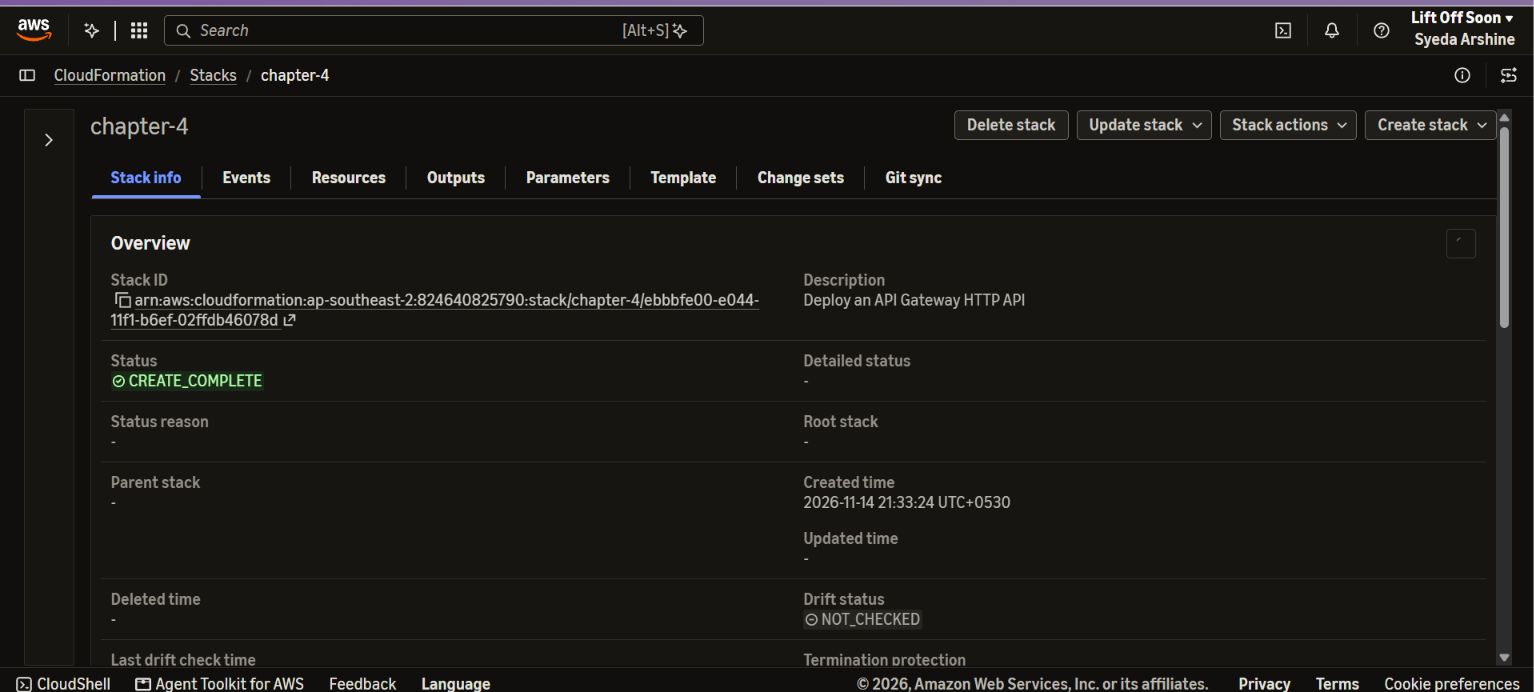 aws
Search [Alt+S]
Lift Off Soon
Syeda Arshine
CloudFormation / Stacks / chapter-4
chapter-4
Delete stack Update stack Stack actions Create stack
Stack info Events Resources Outputs Parameters Template Change sets Git sync
Overview
Stack ID
arn:aws:cloudformation:ap-southeast-2:824640825790:stack/chapter-4/ebbbfe00-e044-
11f1-b6ef-02ffdb46078d
Description
Deploy an API Gateway HTTP API
Status
CREATE_COMPLETE
Detailed status
-
Status reason
-
Root stack
-
Parent stack
-
Created time
2026-11-14 21:33:24 UTC+0530
Updated time
-
Deleted time
-
Drift status
NOT_CHECKED
Last drift check time
Termination protection
CloudShell Agent Toolkit for AWS Feedback Language © 2026, Amazon Web Services, Inc. or its affiliates. Privacy Terms Cookie preferences